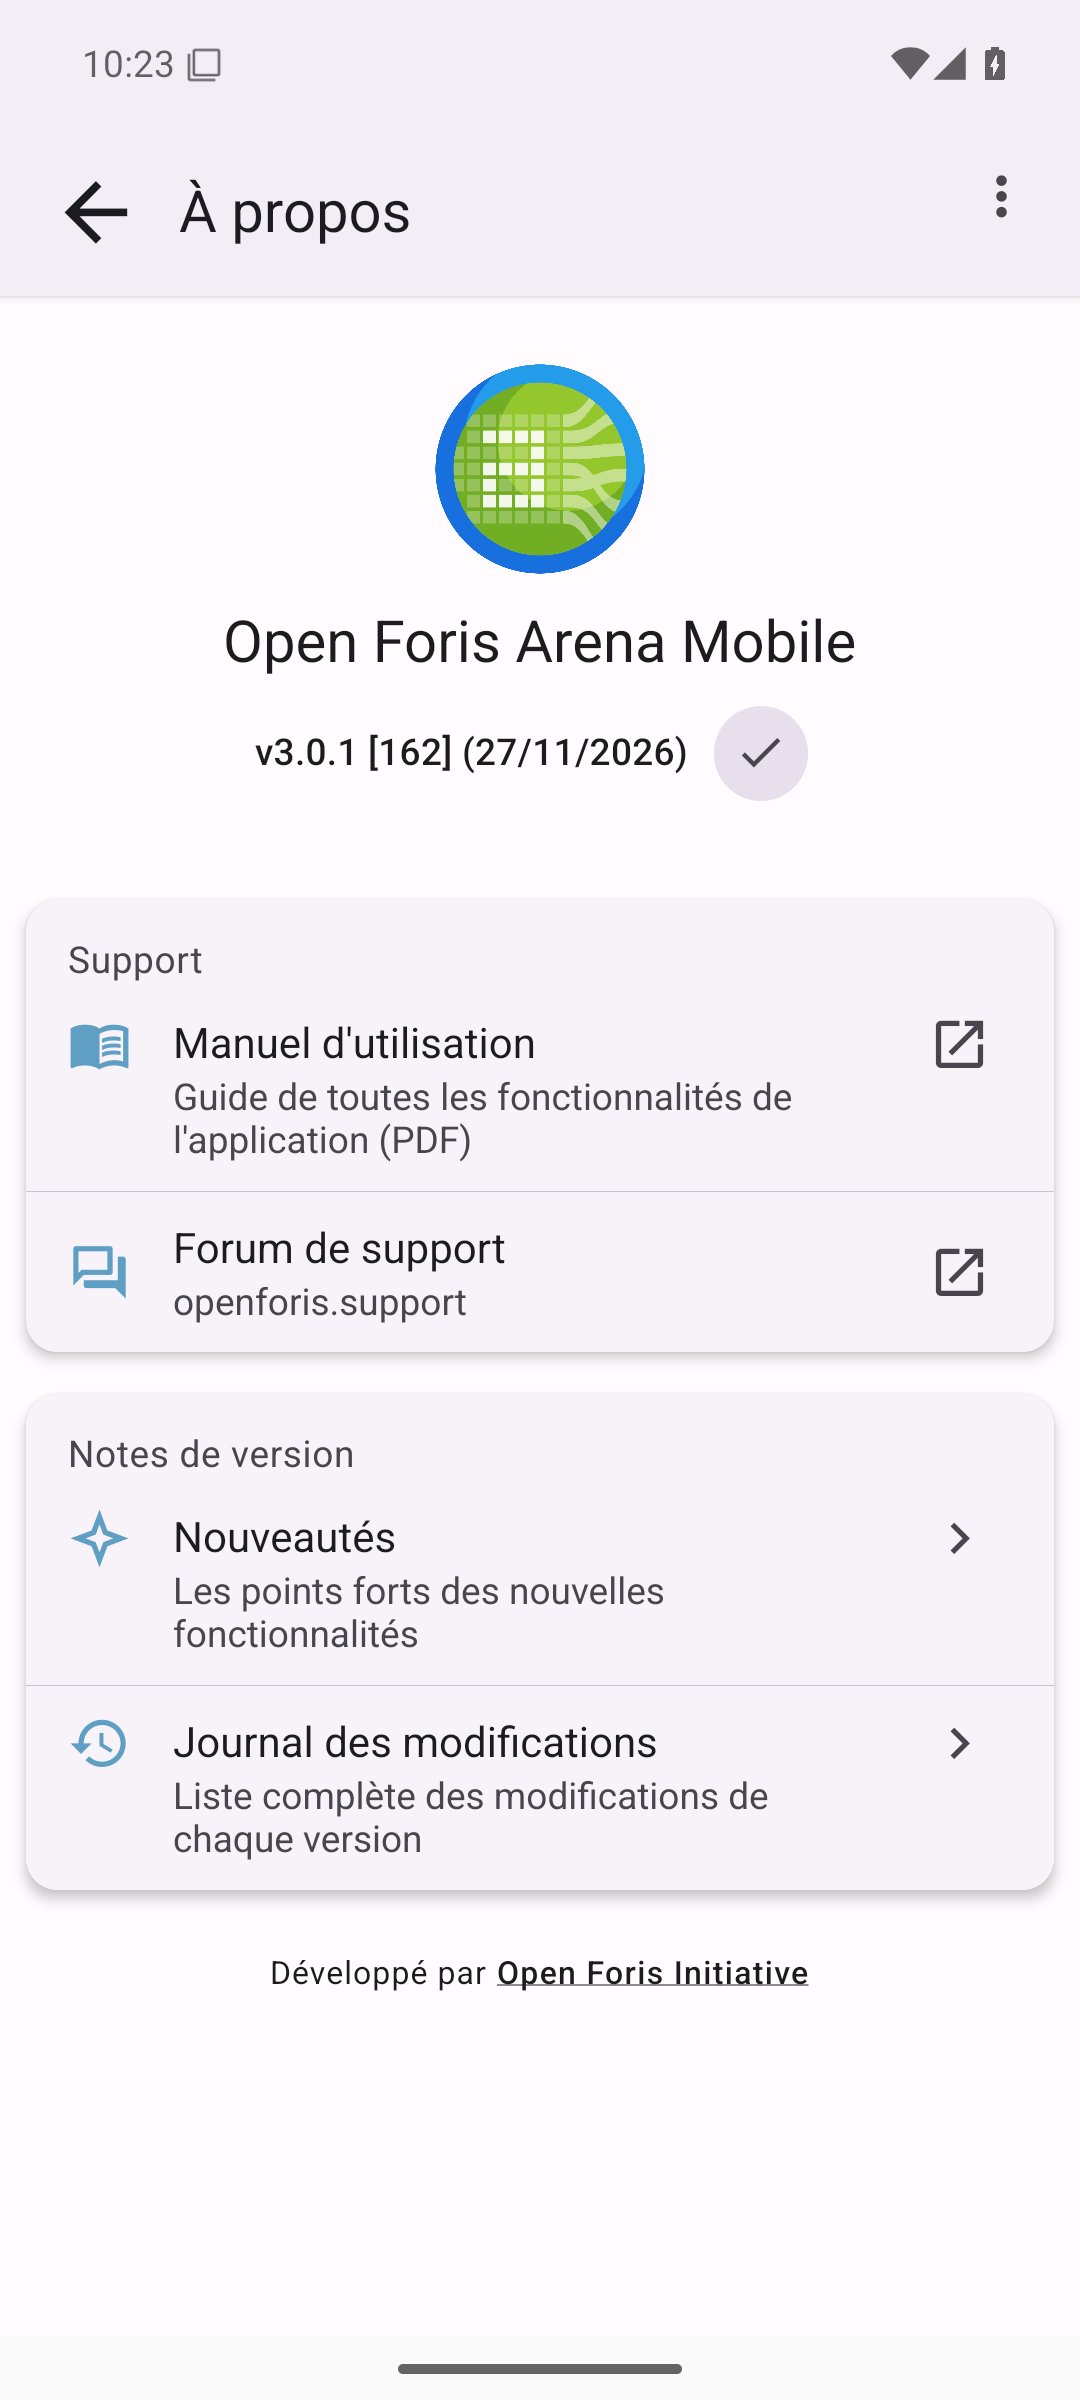 10:23
À propos
Open Foris Arena Mobile
v3.0.1 [162] (27/11/2026)
Support
Manuel d'utilisation
Guide de toutes les fonctionnalités de
l'application (PDF)
Forum de support
openforis.support
Notes de version
Nouveautés
Les points forts des nouvelles
fonctionnalités
Journal des modifications
Liste complète des modifications de
chaque version
Développé par Open Foris Initiative